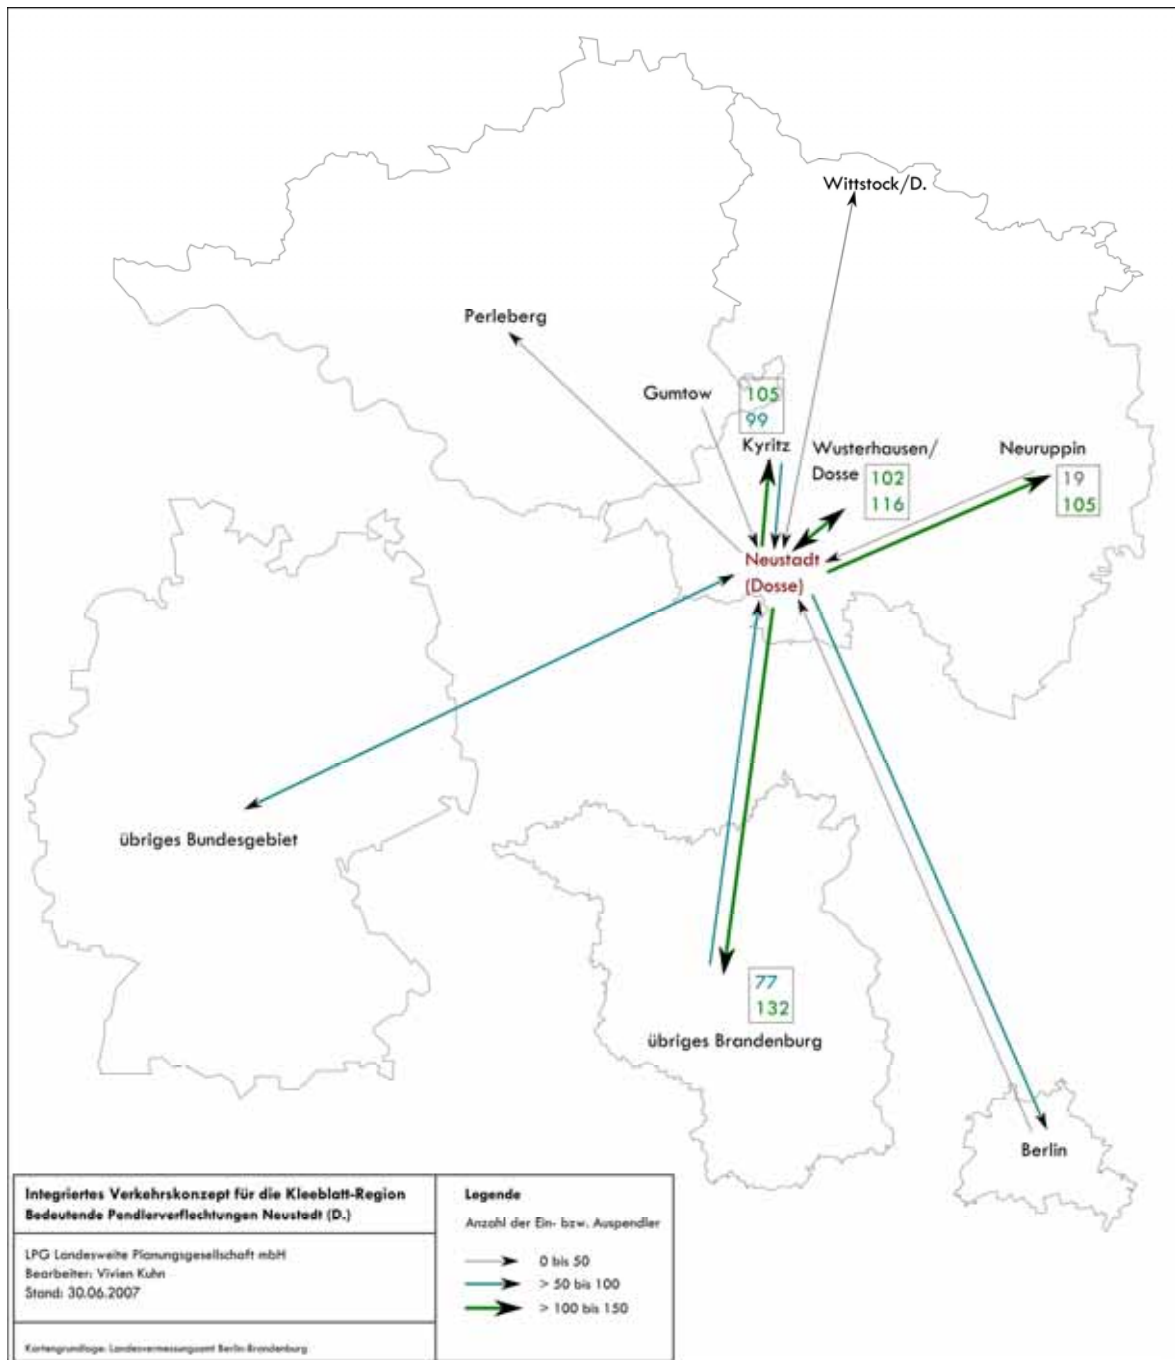 Wittstock/D.
Perleberg
Gumtow
105
99
Kyritz
Wusterhausen/
Dosse
102
116
Neuruppin
19
105
Neustadt
(Dosse)
übriges Bundesgebiet
77
132
übriges Brandenburg
Berlin
Integriertes Verkehrskonzept für die Kleeblatt-Region
Bedeutende Pendlerverflechtungen Neustadt (D.)
LPG Landesweite Planungsgesellschaft mbH
Bearbeiter: Vivien Kuhn
Stand: 30.06.2007
Kartengrundlage: Landesvermessungsamt Berlin-Brandenburg
Legende
Anzahl der Ein- bzw. Auspendler
0 bis 50
> 50 bis 100
> 100 bis 150